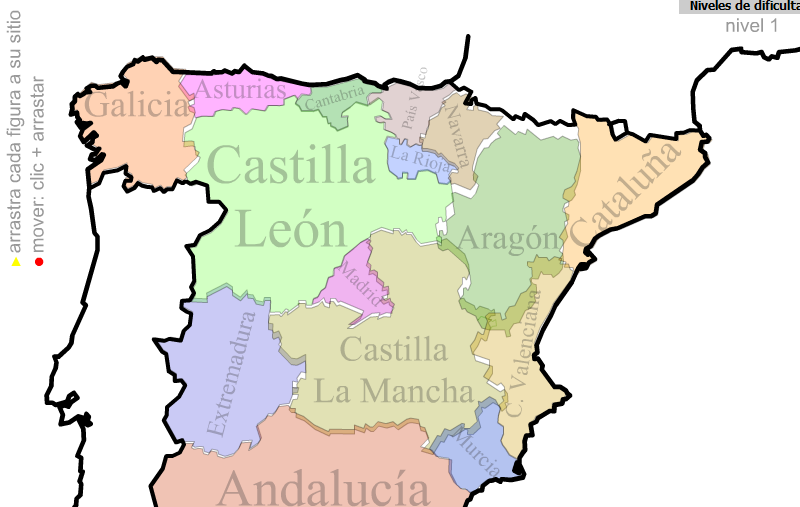 Niveles de dificulta
nivel 1
arrastra cada figura a su sitio
mover: clic + arrastar
Galicia
Asturias
Cantabria
País Vasco
Navarra
La Rioja
Castilla
León
Aragón
Cataluña
Madrid
Castilla
La Mancha
C. Valenciana
Extremadura
Murcia
Andalucía